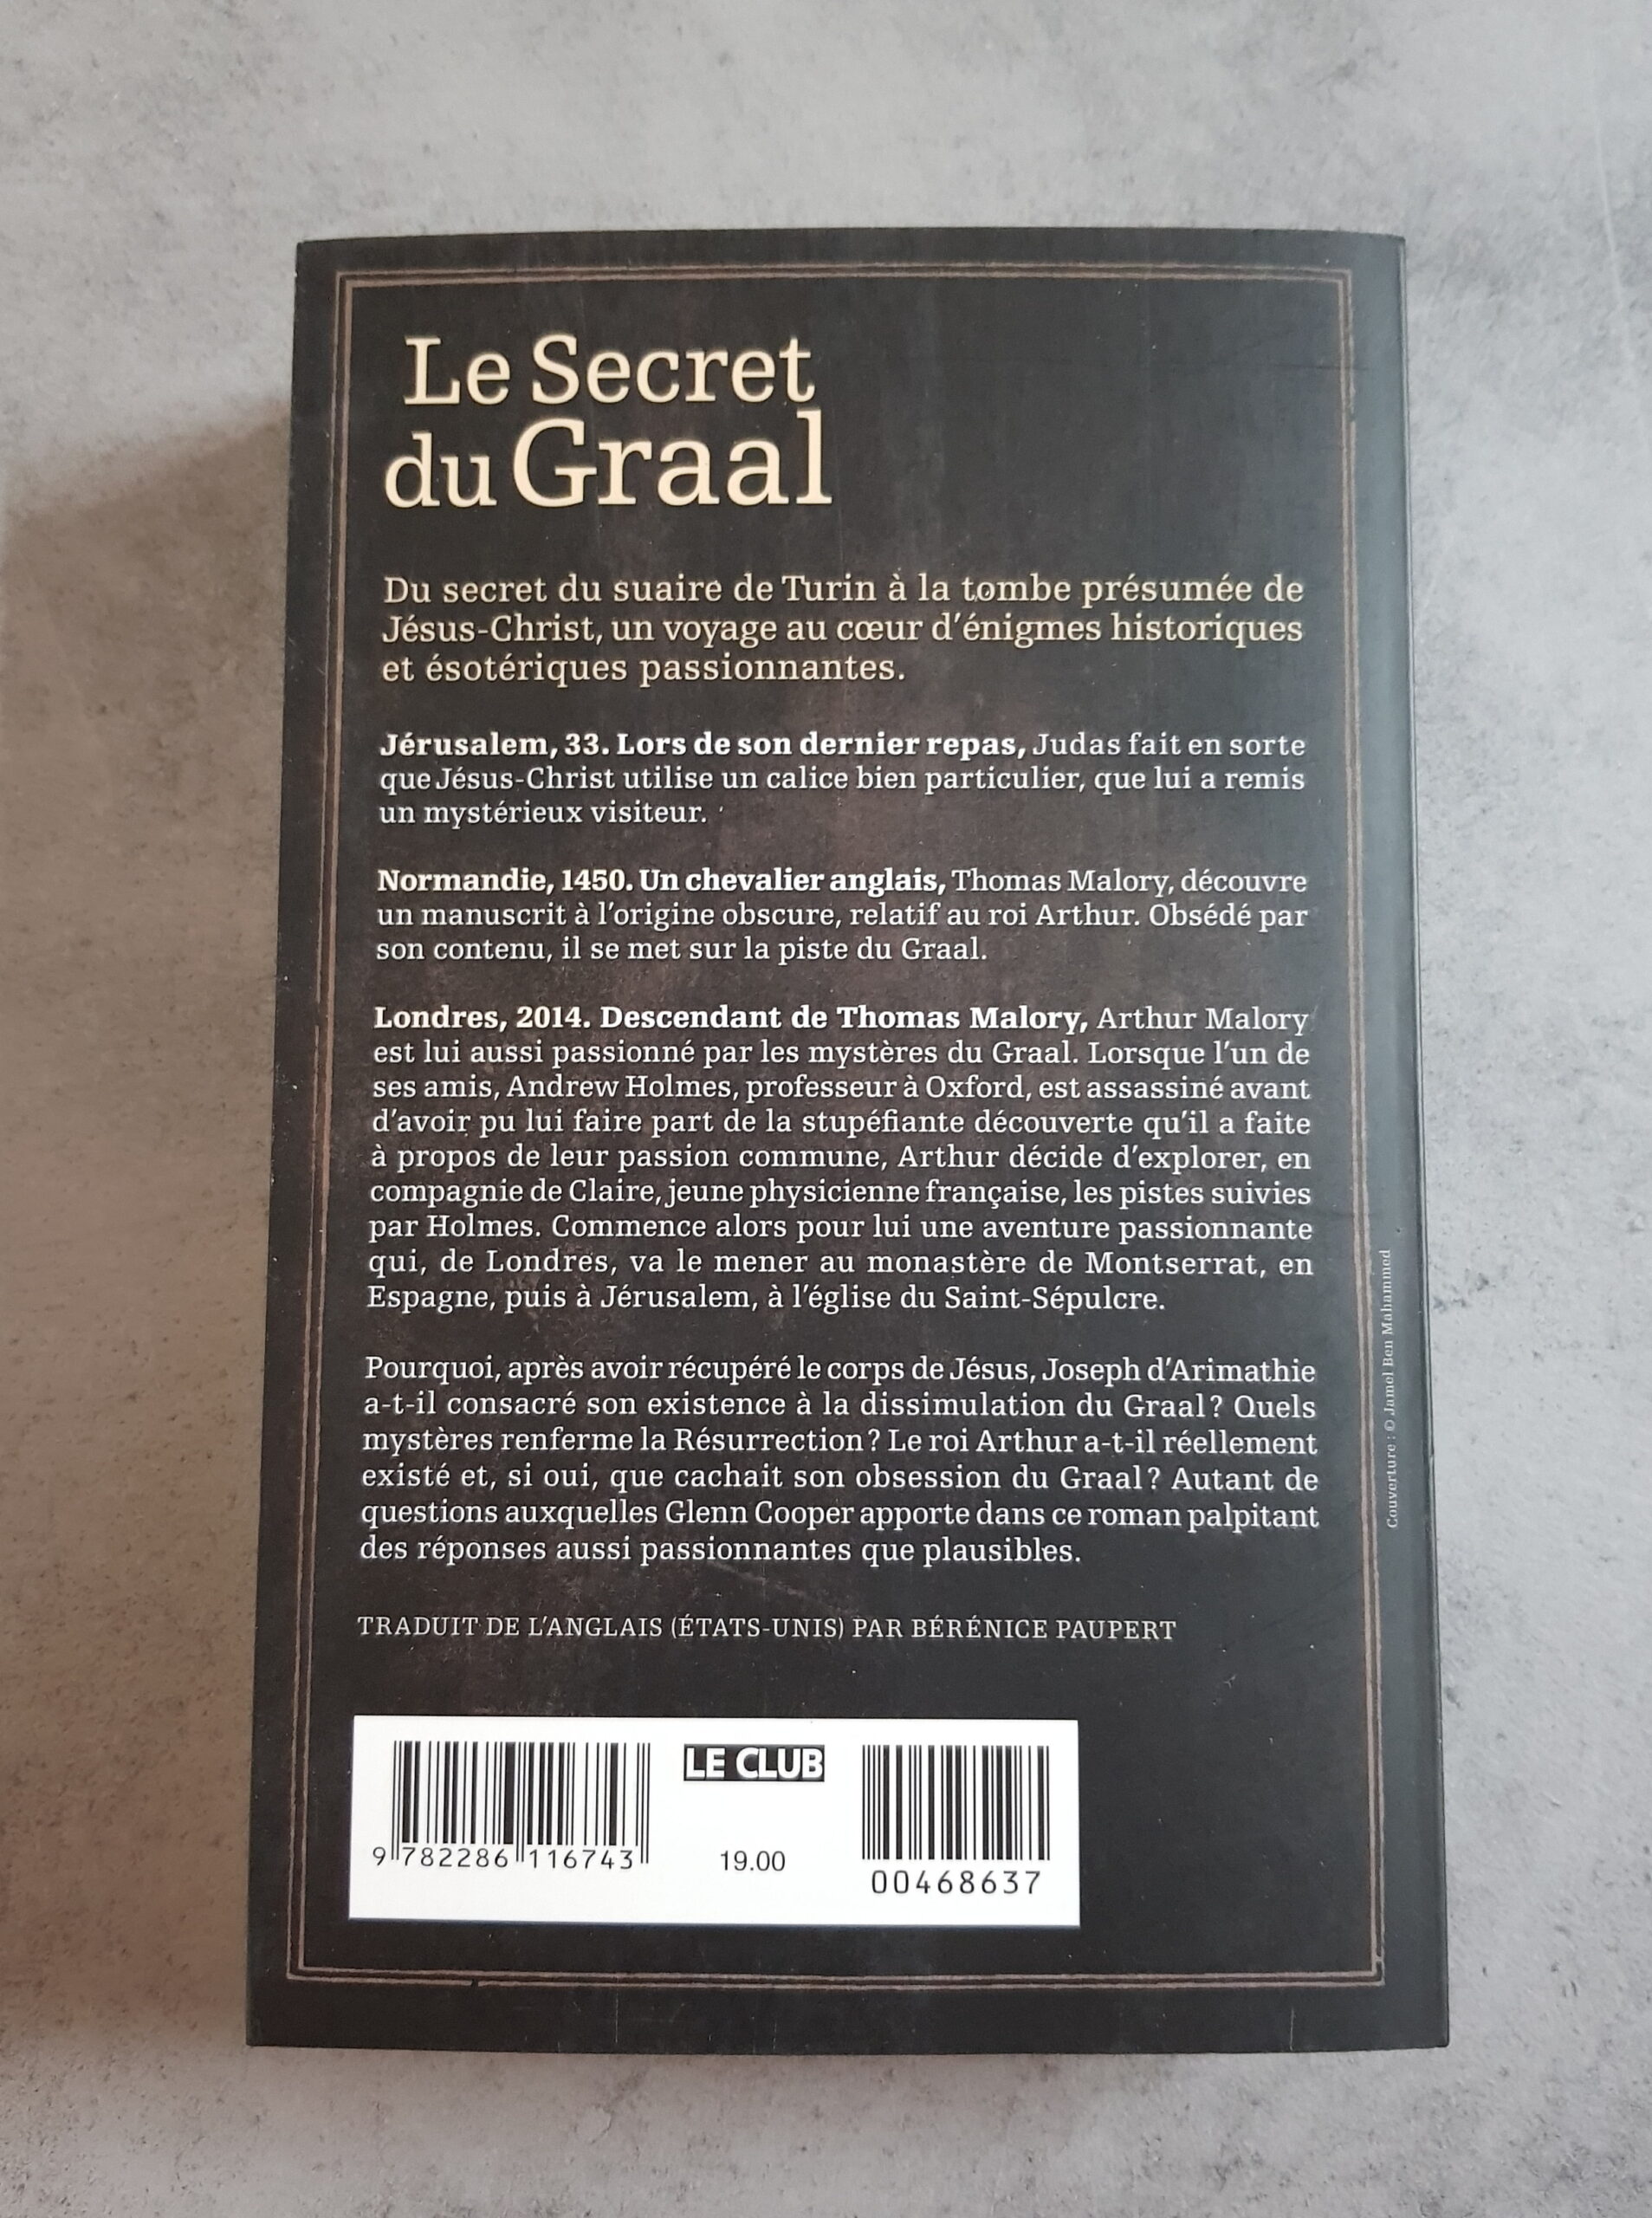 Le Secret
du Graal
Du secret du suaire de Turin à la tombe présumée de
Jésus-Christ, un voyage au cœur d'énigmes historiques
et ésotériques passionnantes.
Jérusalem, 33. Lors de son dernier repas, Judas fait en sorte
que Jésus-Christ utilise un calice bien particulier, que lui a remis
un mystérieux visiteur.
Normandie, 1450. Un chevalier anglais, Thomas Malory, découvre
un manuscrit à l'origine obscure, relatif au roi Arthur. Obsédé par
son contenu, il se met sur la piste du Graal.
Londres, 2014. Descendant de Thomas Malory, Arthur Malory
est lui aussi passionné par les mystères du Graal. Lorsque l'un de
ses amis, Andrew Holmes, professeur à Oxford, est assassiné avant
d'avoir pu lui faire part de la stupéfiante découverte qu'il a faite
à propos de leur passion commune, Arthur décide d'explorer, en
compagnie de Claire, jeune physicienne française, les pistes suivies
par Holmes. Commence alors pour lui une aventure passionnante
qui, de Londres, va le mener au monastère de Montserrat, en
Espagne, puis à Jérusalem, à l'église du Saint-Sépulcre.
Pourquoi, après avoir récupéré le corps de Jésus, Joseph d'Arimathie
a-t-il consacré son existence à la dissimulation du Graal ? Quels
mystères renferme la Résurrection ? Le roi Arthur a-t-il réellement
existé et, si oui, que cachait son obsession du Graal ? Autant de
questions auxquelles Glenn Cooper apporte dans ce roman palpitant
des réponses aussi passionnantes que plausibles.
TRADUIT DE L'ANGLAIS (ÉTATS-UNIS) PAR BÉRÉNICE PAUPERT
LE CLUB
9 782286 116743
19.00
00468637
Couverture : © Jamel Ben Mahammed